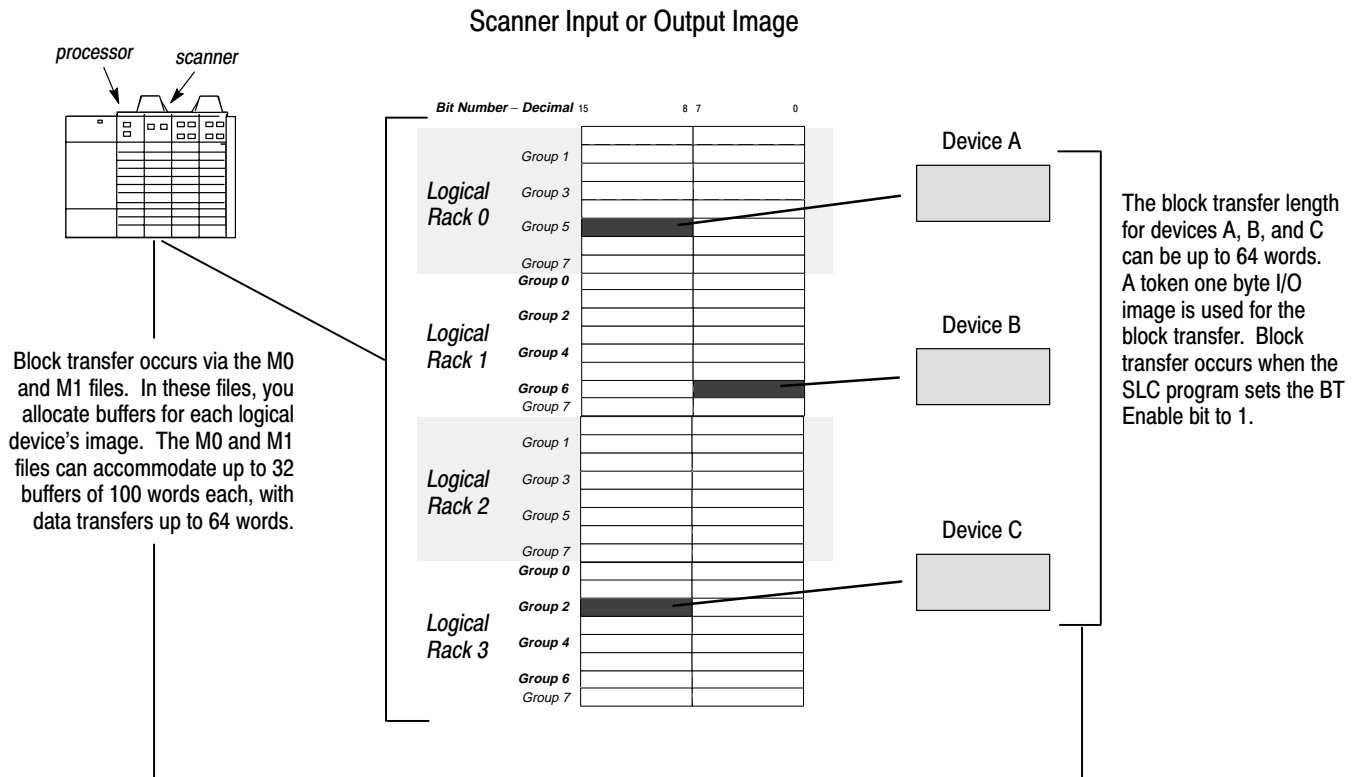 Scanner Input or Output Image
processor
scanner
Bit Number – Decimal 15 8 7 0
Logical
Rack 0
Group 1
Group 3
Group 5
Group 7
Logical
Rack 1
Group 0
Group 2
Group 4
Group 6
Group 7
Logical
Rack 2
Group 1
Group 3
Group 5
Group 7
Logical
Rack 3
Group 0
Group 2
Group 4
Group 6
Group 7
Device A
Device B
Device C
Block transfer occurs via the M0
and M1 files. In these files, you
allocate buffers for each logical
device's image. The M0 and M1
files can accommodate up to 32
buffers of 100 words each, with
data transfers up to 64 words.
The block transfer length
for devices A, B, and C
can be up to 64 words.
A token one byte I/O
image is used for the
block transfer. Block
transfer occurs when the
SLC program sets the BT
Enable bit to 1.